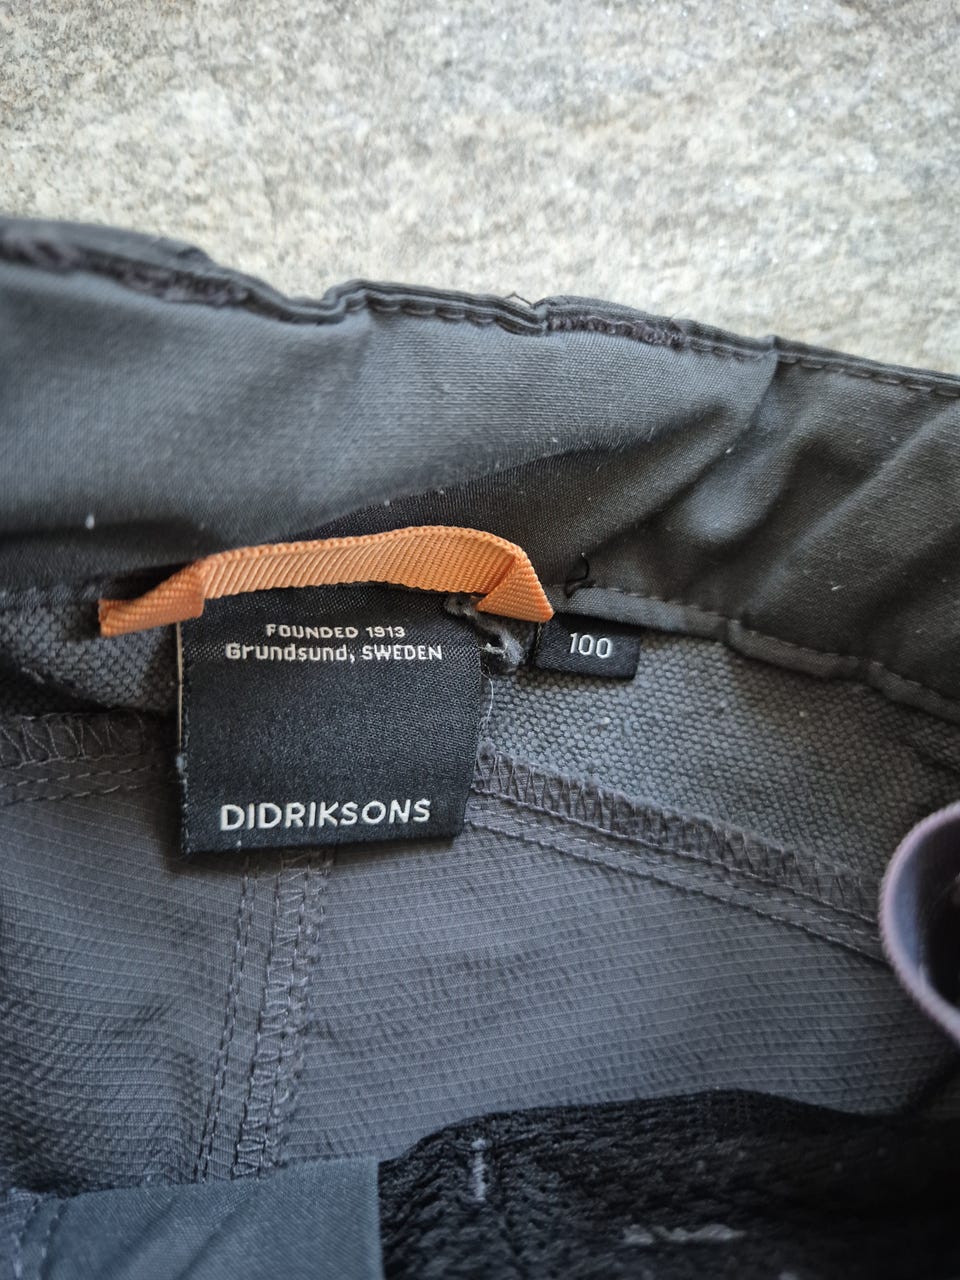 FOUNDED 1913
Grundsund, SWEDEN
100
DIDRIKSONS